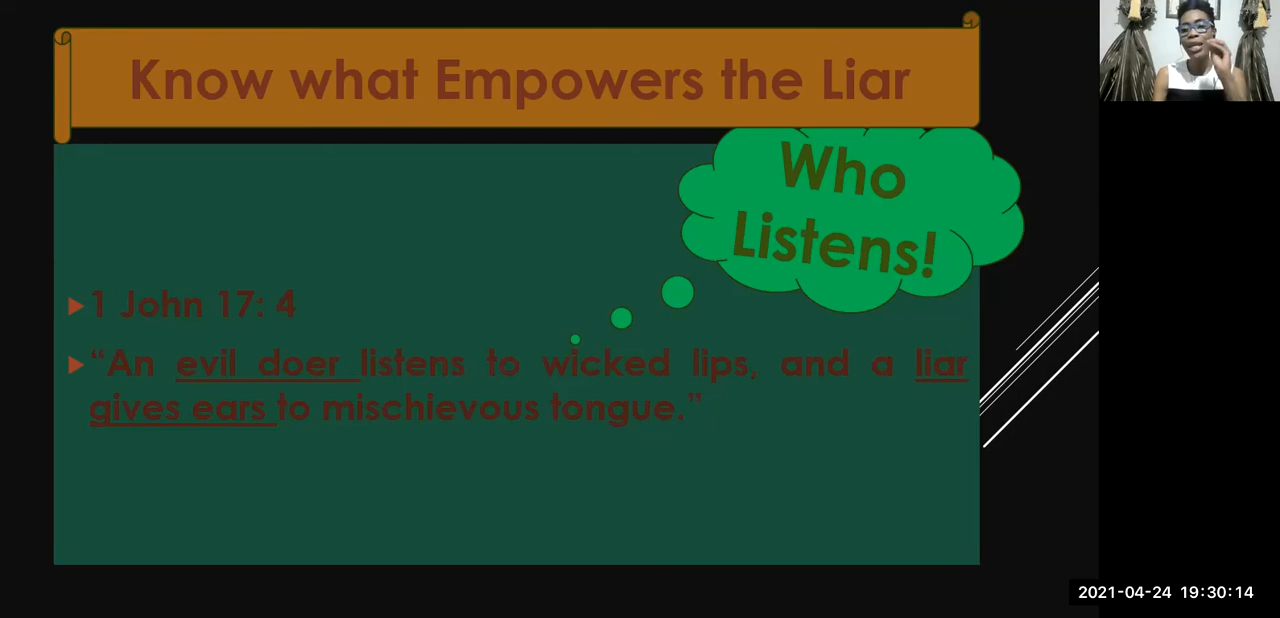 Know what Empowers the Liar
Who
Listens!
1 John 17: 4
“An evil doer listens to wicked lips, and a liar
gives ears to mischievous tongue.”
2021-04-24 19:30:14